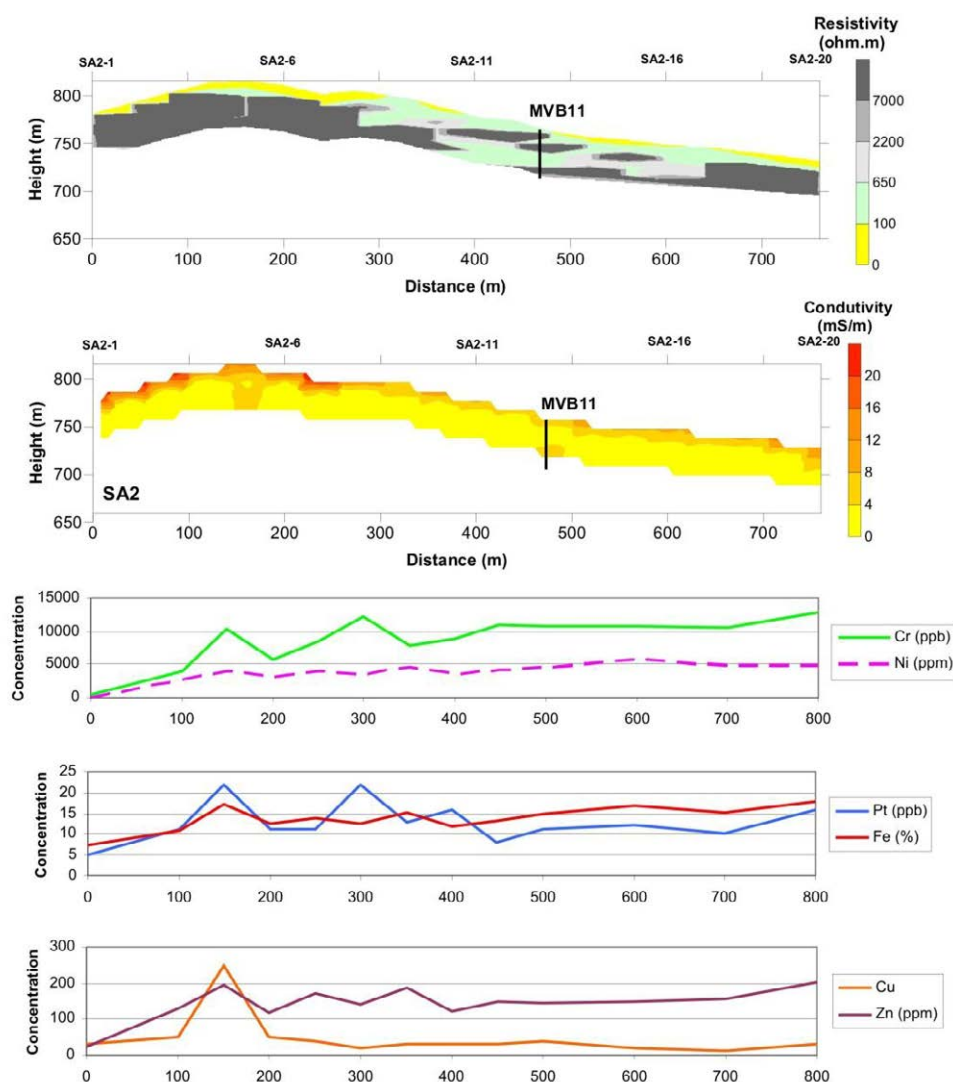 Resistivity
(ohm.m)
SA2-1 SA2-6 SA2-11 SA2-16 SA2-20
800
750
700
650
Height (m)
MVB11
7000
2200
650
100
0
0 100 200 300 400 500 600 700
Distance (m)
Condutivity
(mS/m)
SA2-1 SA2-6 SA2-11 SA2-16 SA2-20
800
750
700
650
Height (m)
MVB11
SA2
20
16
12
8
4
0
0 100 200 300 400 500 600 700
Distance (m)
Concentration
15000
10000
5000
0
Cr (ppb)
Ni (ppm)
0 100 200 300 400 500 600 700 800
Concentration
25
20
15
10
5
0
Pt (ppb)
Fe (%)
0 100 200 300 400 500 600 700 800
Concentration
300
200
100
0
Cu
Zn (ppm)
0 100 200 300 400 500 600 700 800